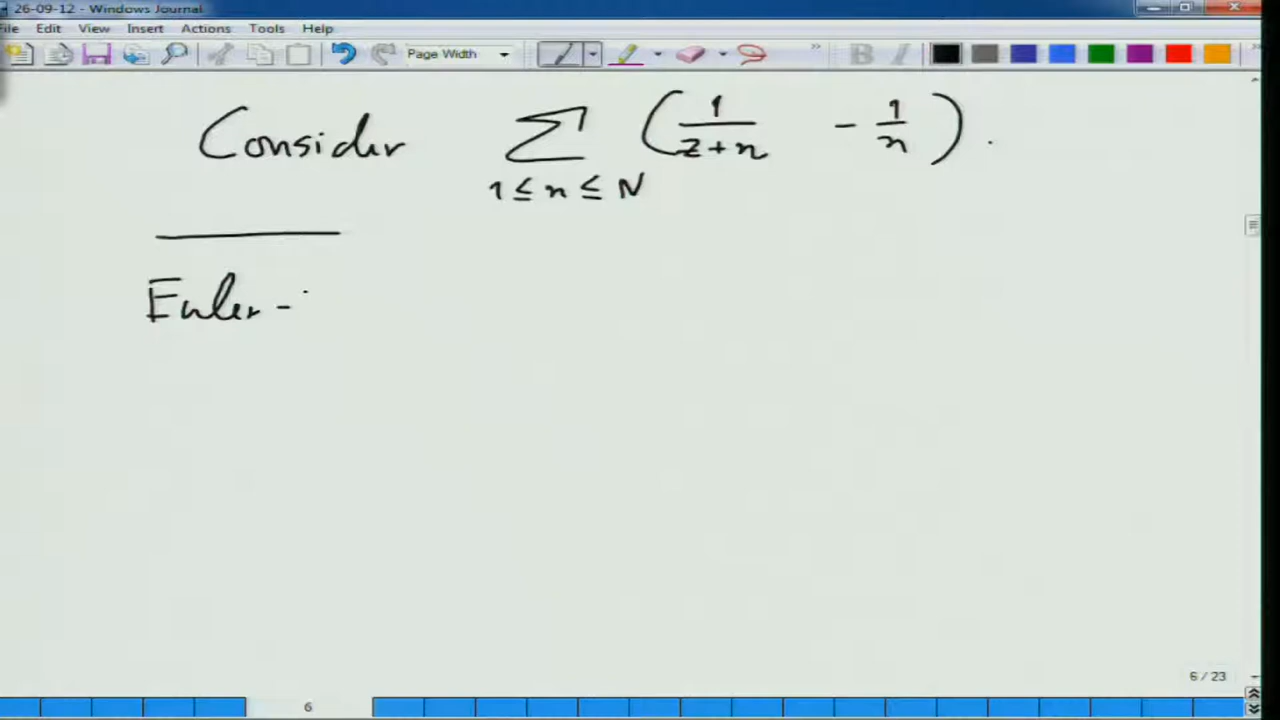 26-09-12 - Windows Journal
File Edit View Insert Actions Tools Help
Page Width
B I
Consider ∑ (1/(z+n) - 1/n).
1 ≤ n ≤ N
Euler -
6 / 23
6